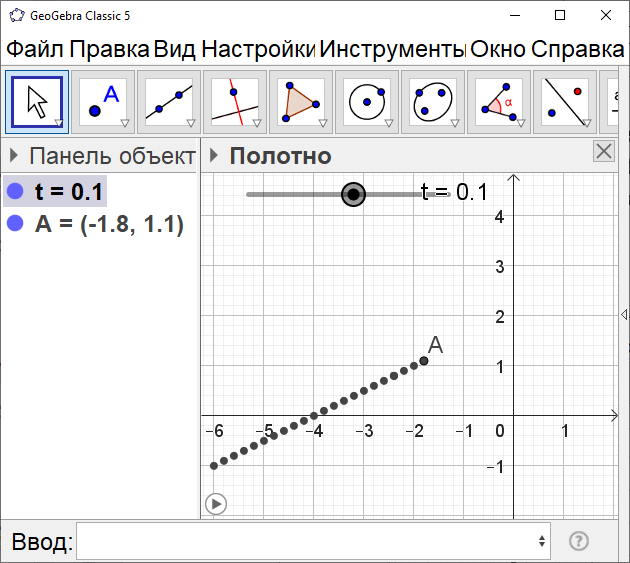 GeoGebra Classic 5
Файл Правка Вид Настройки Инструменты Окно Справка
A α a
Панель объект Полотно
t = 0.1
A = (-1.8, 1.1)
t = 0.1
4
3
2
A
1
−6 −5 −4 −3 −2 −1 0 1
−1
Ввод: ?